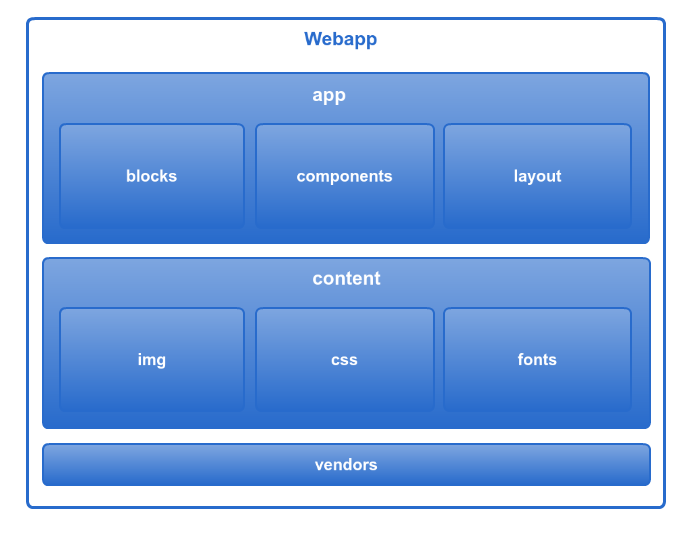 Webapp
app
blocks
components
layout
content
img
css
fonts
vendors